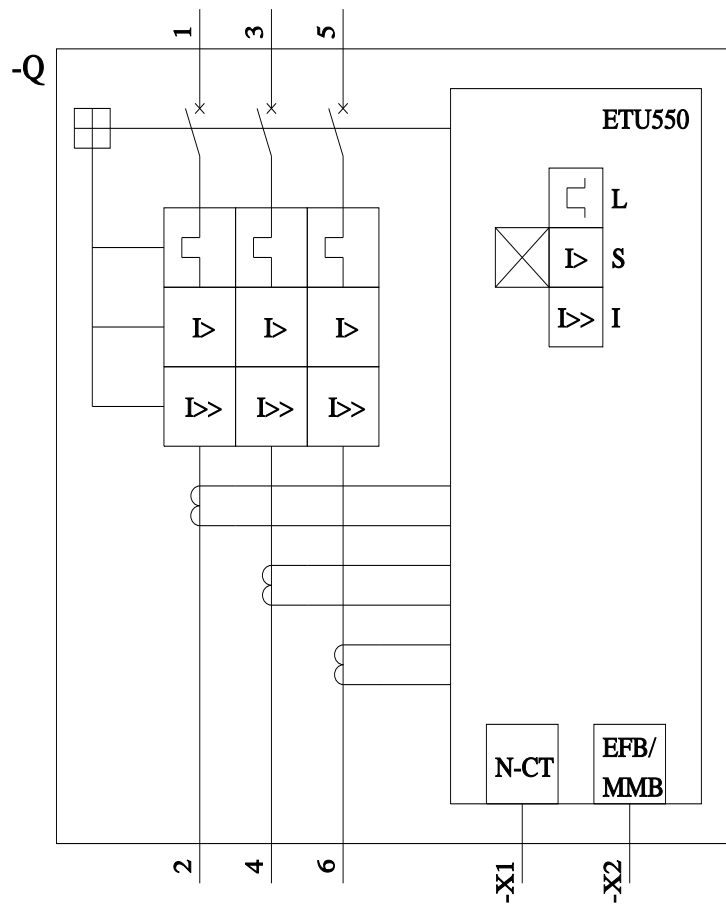 1 3 5
-Q
ETU550
L
I> S
I>> I
I> I> I>
I>> I>> I>>
N-CT
EFB/
MMB
2 4 6 -X1 -X2